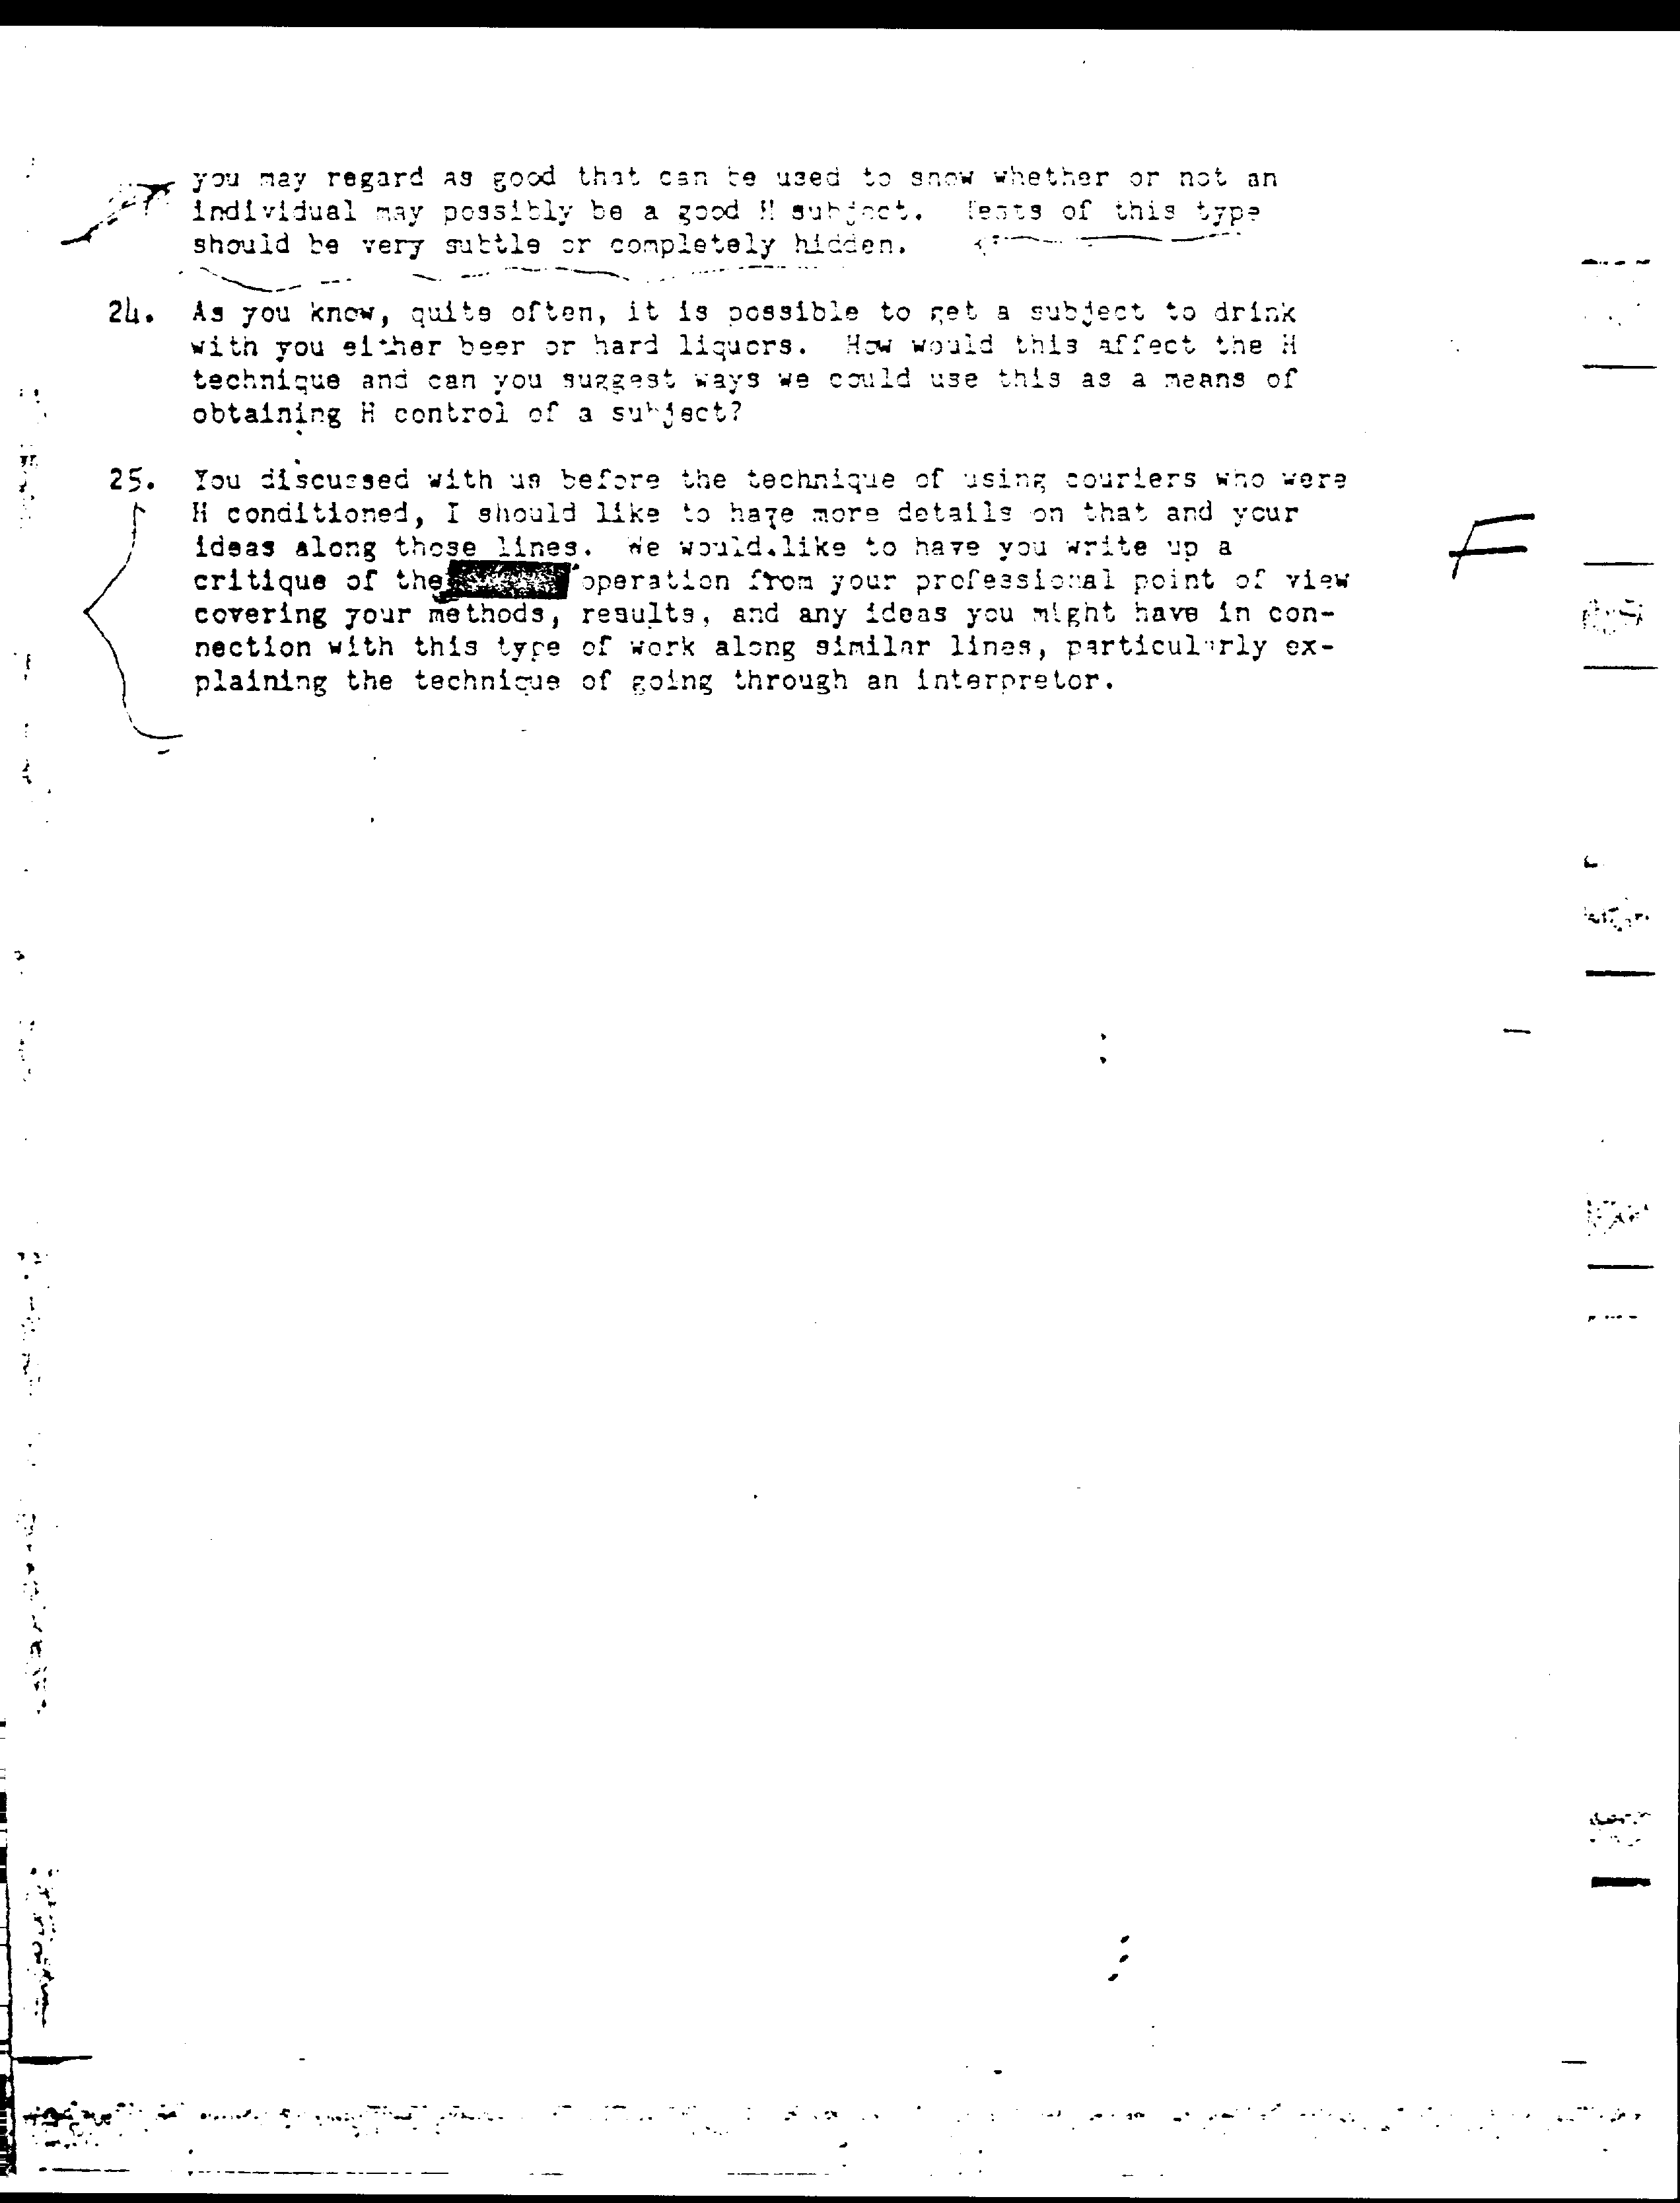 you may regard as good that can be used to show whether or not an
individual may possibly be a good H subject. Tests of this type
should be very subtle or completely hidden.
24. As you know, quite often, it is possible to get a subject to drink
with you either beer or hard liquors. How would this affect the H
technique and can you suggest ways we could use this as a means of
obtaining H control of a subject?
25. You discussed with us before the technique of using couriers who were
H conditioned, I should like to have more details on that and your
ideas along those lines. We would.like to have you write up a
critique of the operation from your professional point of view
covering your methods, results, and any ideas you might have in con-
nection with this type of work along similar lines, particularly ex-
plaining the technique of going through an interpretor.
F